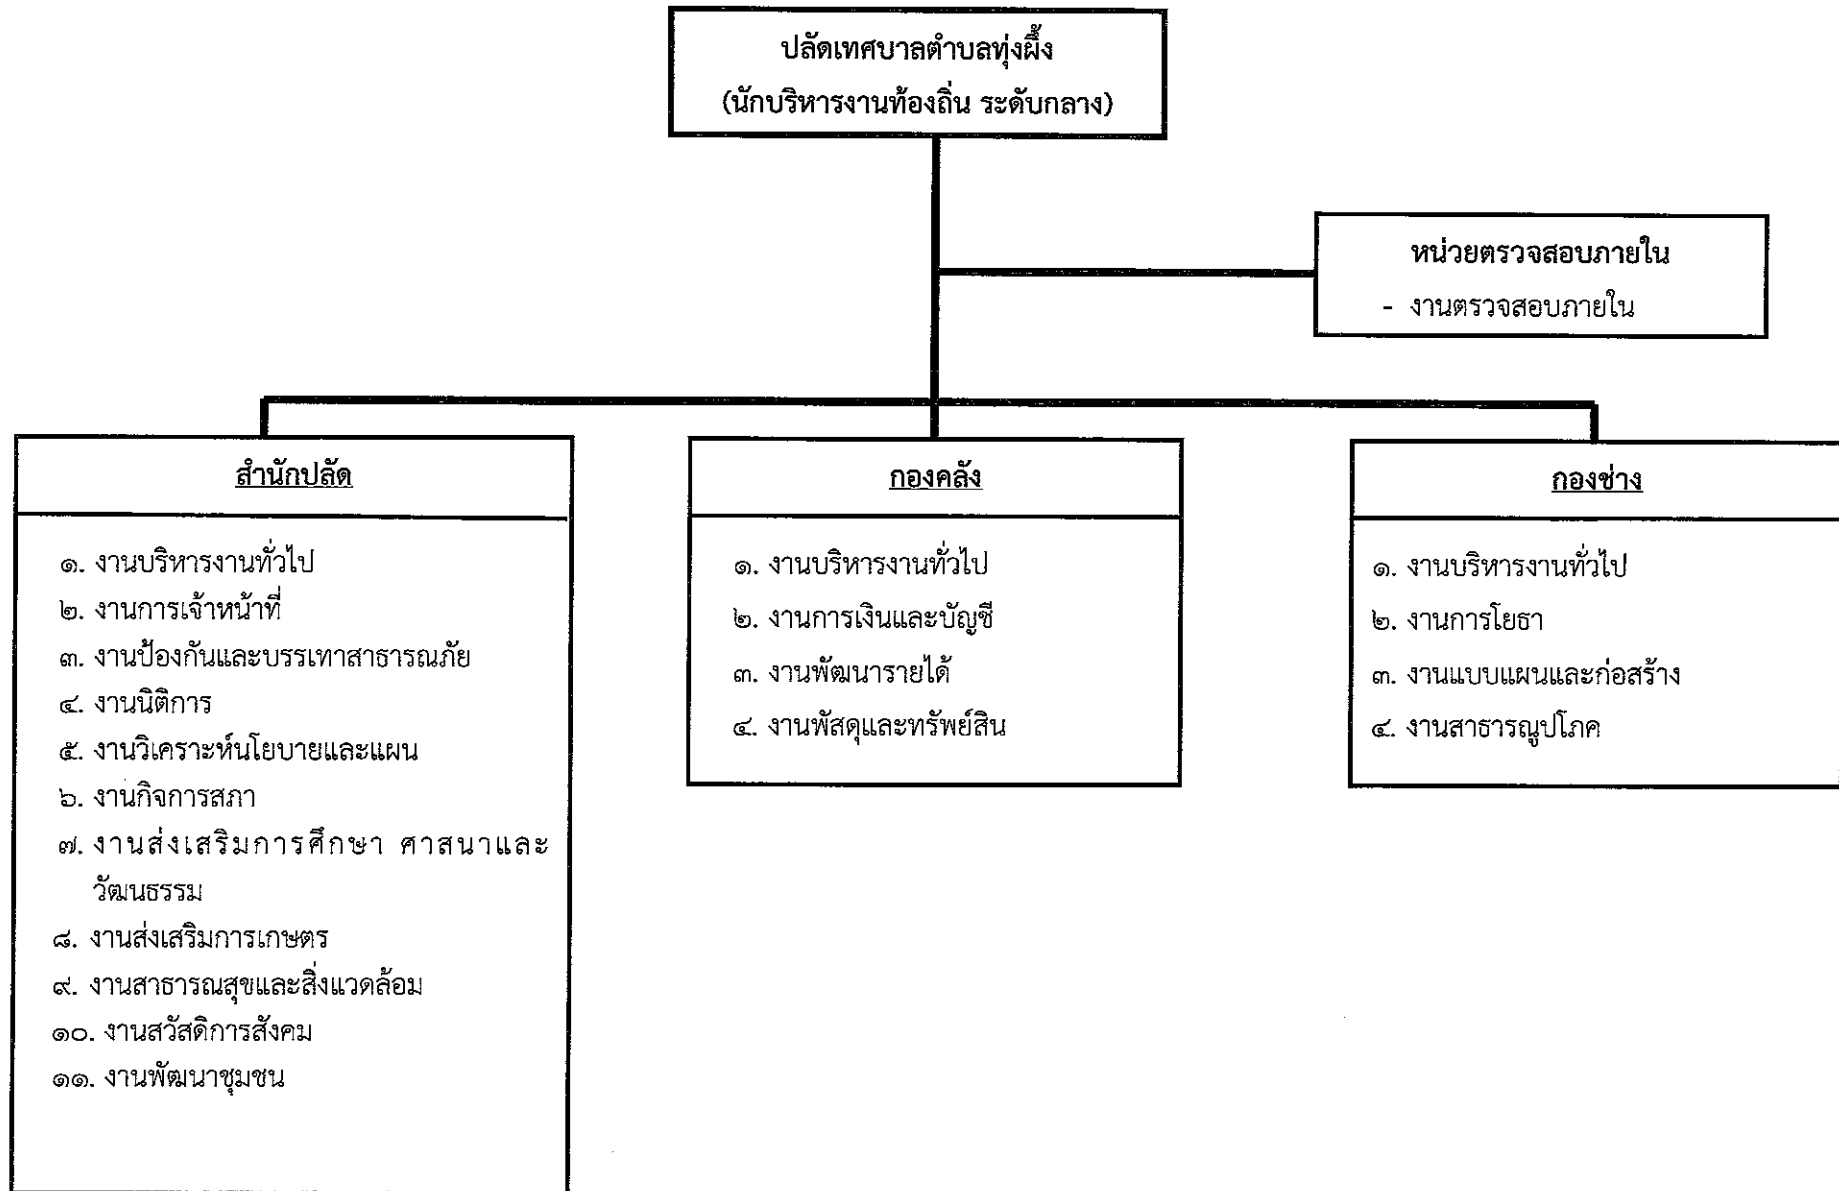 ปลัดเทศบาลตำบลทุ่งผึ้ง
(นักบริหารงานท้องถิ่น ระดับกลาง)
หน่วยตรวจสอบภายใน
- งานตรวจสอบภายใน
สำนักปลัด
๑. งานบริหารงานทั่วไป
๒. งานการเจ้าหน้าที่
๓. งานป้องกันและบรรเทาสาธารณภัย
๔. งานนิติการ
๕. งานวิเคราะห์นโยบายและแผน
๖. งานกิจการสภา
๗. งานส่งเสริมการศึกษา ศาสนาและ
วัฒนธรรม
๘. งานส่งเสริมการเกษตร
๙. งานสาธารณสุขและสิ่งแวดล้อม
๑๐. งานสวัสดิการสังคม
๑๑. งานพัฒนาชุมชน
กองคลัง
๑. งานบริหารงานทั่วไป
๒. งานการเงินและบัญชี
๓. งานพัฒนารายได้
๔. งานพัสดุและทรัพย์สิน
กองช่าง
๑. งานบริหารงานทั่วไป
๒. งานการโยธา
๓. งานแบบแผนและก่อสร้าง
๔. งานสาธารณูปโภค